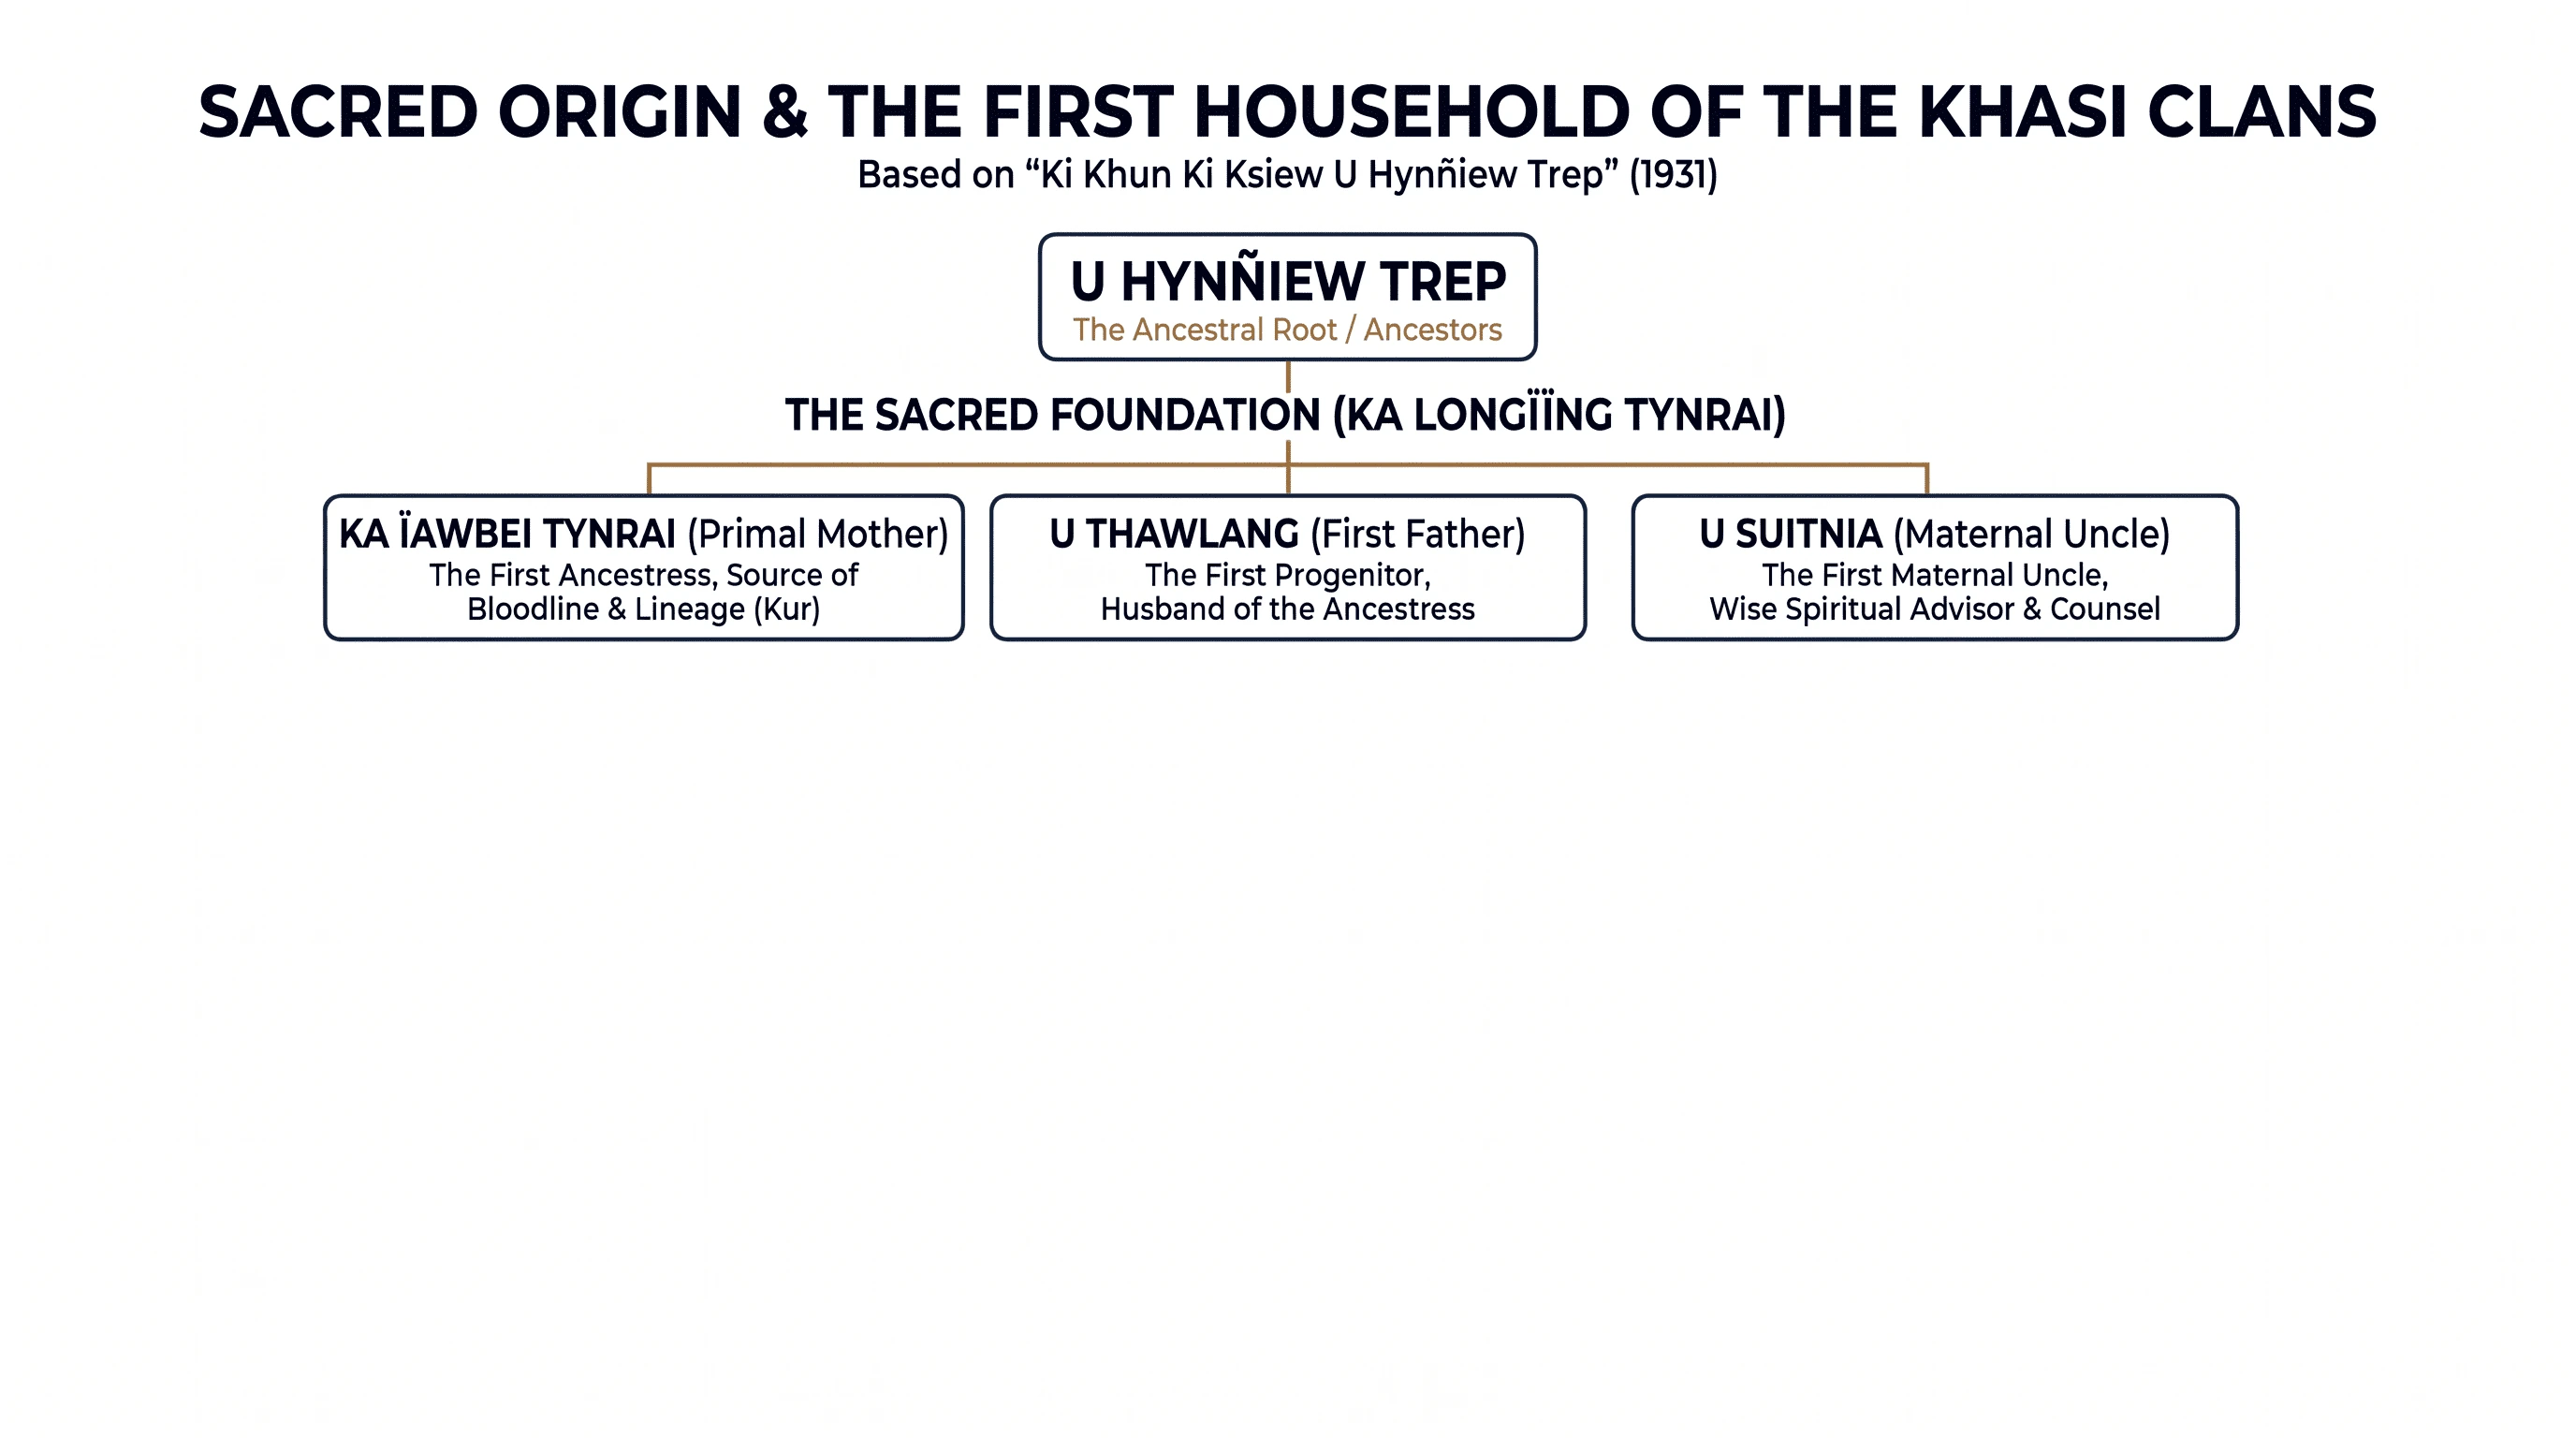 SACRED ORIGIN & THE FIRST HOUSEHOLD OF THE KHASI CLANS
Based on “Ki Khun Ki Ksiew U Hynñiew Trep” (1931)
U HYNÑIEW TREP
The Ancestral Root / Ancestors
THE SACRED FOUNDATION (KA LONGÏÏNG TYNRAI)
KA ÏAWBEI TYNRAI (Primal Mother)
The First Ancestress, Source of
Bloodline & Lineage (Kur)
U THAWLANG (First Father)
The First Progenitor,
Husband of the Ancestress
U SUITNIA (Maternal Uncle)
The First Maternal Uncle,
Wise Spiritual Advisor & Counsel